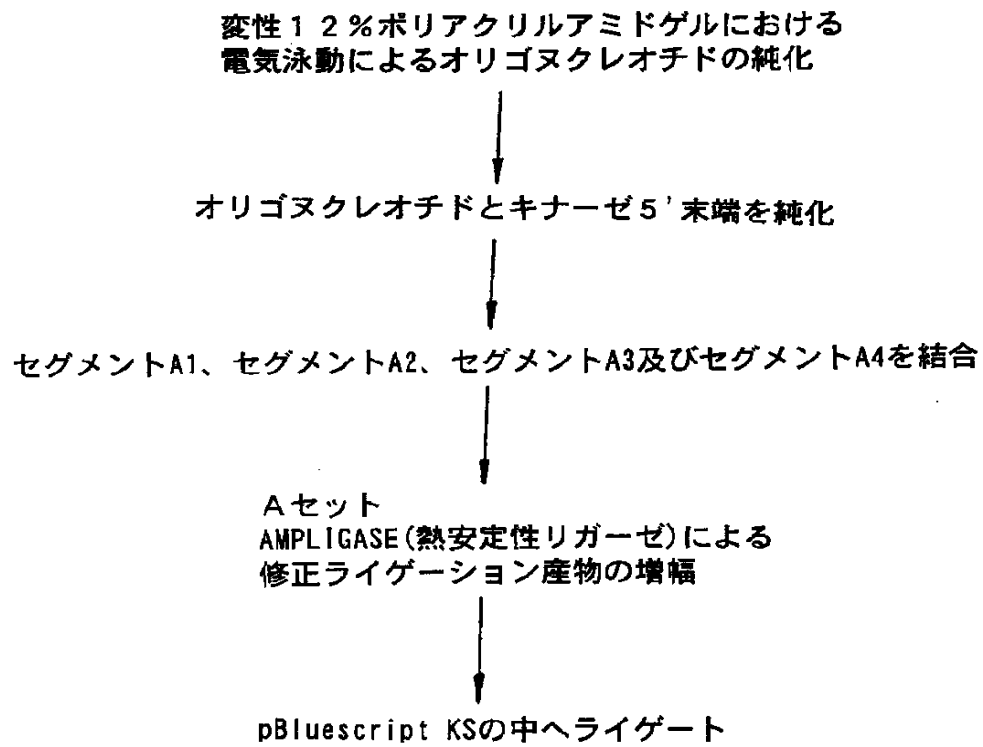 変性１２％ポリアクリルアミドゲルにおける
電気泳動によるオリゴヌクレオチドの純化
オリゴヌクレオチドとキナーゼ５'末端を純化
セグメントA1、セグメントA2、セグメントA3及びセグメントA4を結合
Ａセット
AMPLIGASE(熱安定性リガーゼ)による
修正ライゲーション産物の増幅
pBluescript KSの中へライゲート